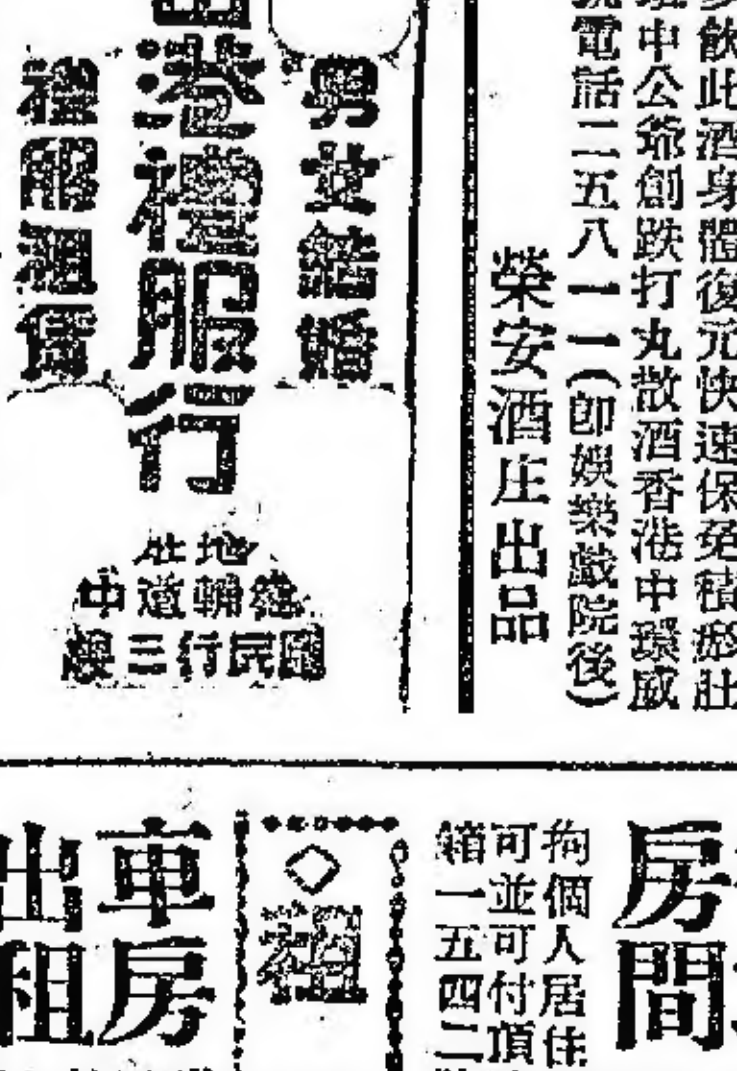 飲此酒身體復元快速保免積瘀壯
中公爺創跌打丸散酒香港中環威
電話二五八一一(卽娛樂戲院後)
榮安酒庄出品
男女結婚
港禮服行
禮服租賃
地址
德輔道中
國民行三樓
房
間
拘個人居住
可並可付頂
箱一五四二
◇租
車房
出租